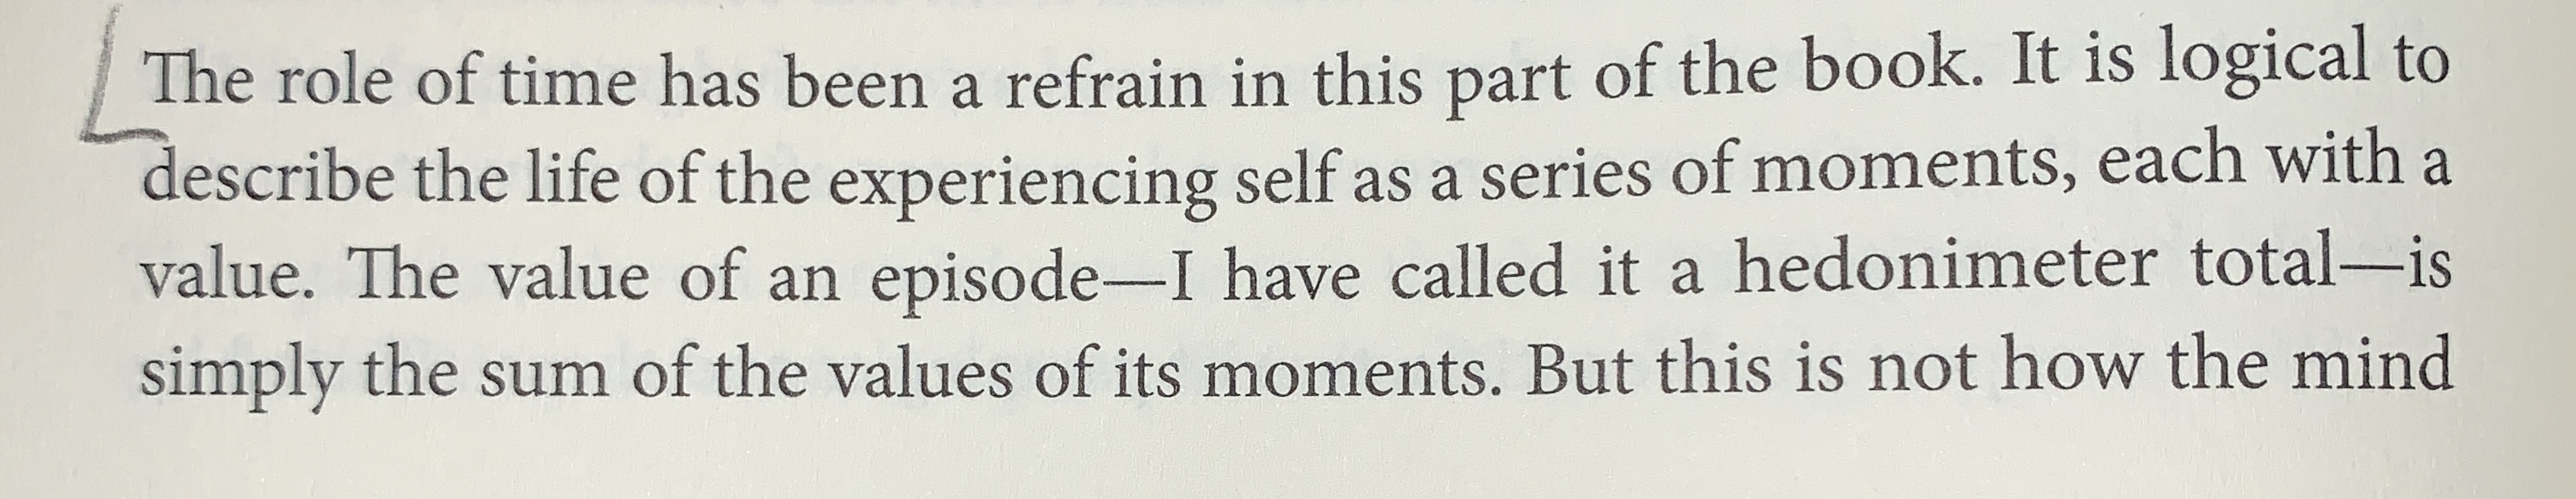 The role of time has been a refrain in this part of the book. It is logical to
describe the life of the experiencing self as a series of moments, each with a
value. The value of an episode—I have called it a hedonimeter total—is
simply the sum of the values of its moments. But this is not how the mind